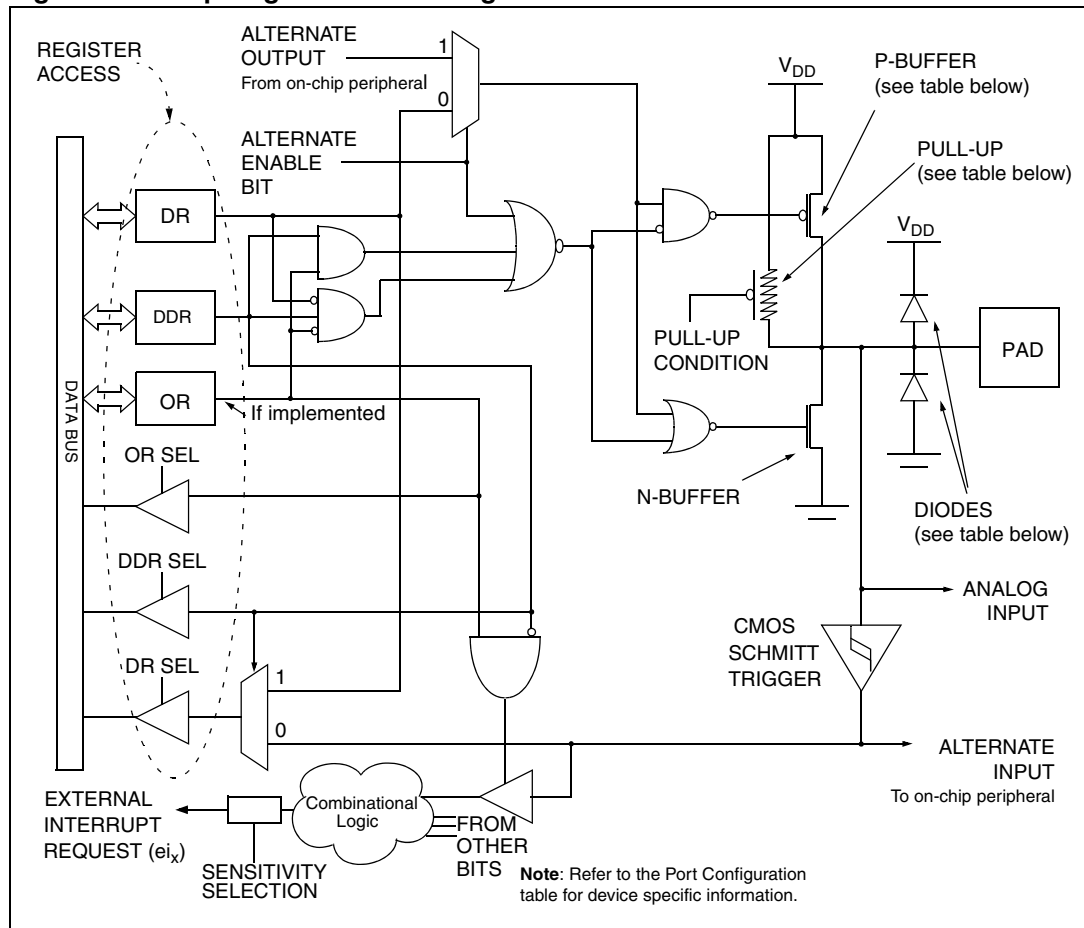 REGISTER
ACCESS
ALTERNATE
OUTPUT
From on-chip peripheral
1
0
ALTERNATE
ENABLE
BIT
VDD
P-BUFFER
(see table below)
PULL-UP
(see table below)
VDD
DR
DDR
OR
If implemented
PULL-UP
CONDITION
PAD
DATA BUS
OR SEL
N-BUFFER
DIODES
(see table below)
DDR SEL
ANALOG
INPUT
CMOS
SCHMITT
TRIGGER
DR SEL
1
0
ALTERNATE
INPUT
To on-chip peripheral
EXTERNAL
INTERRUPT
REQUEST (eix)
Combinational
Logic
FROM
OTHER
BITS
SENSITIVITY
SELECTION
Note: Refer to the Port Configuration
table for device specific information.